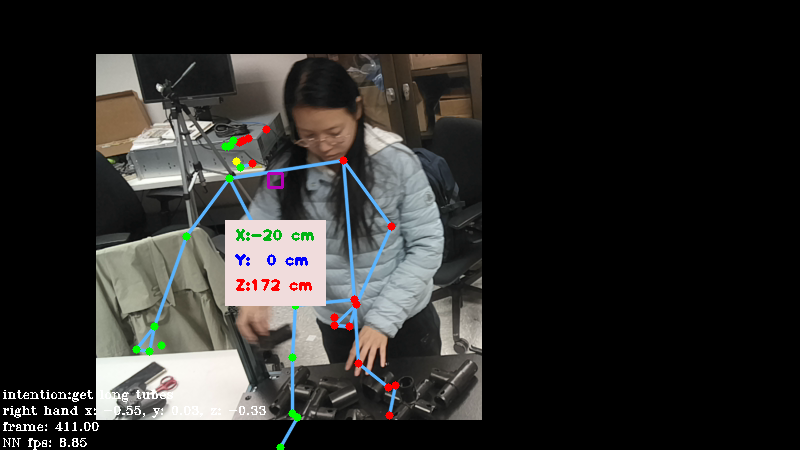 X:-20 cm
Y: 0 cm
Z:172 cm
intention:get long tubes
right hand x: -0.55, y: 0.03, z: -0.33
frame: 411.00
NN fps: 8.85